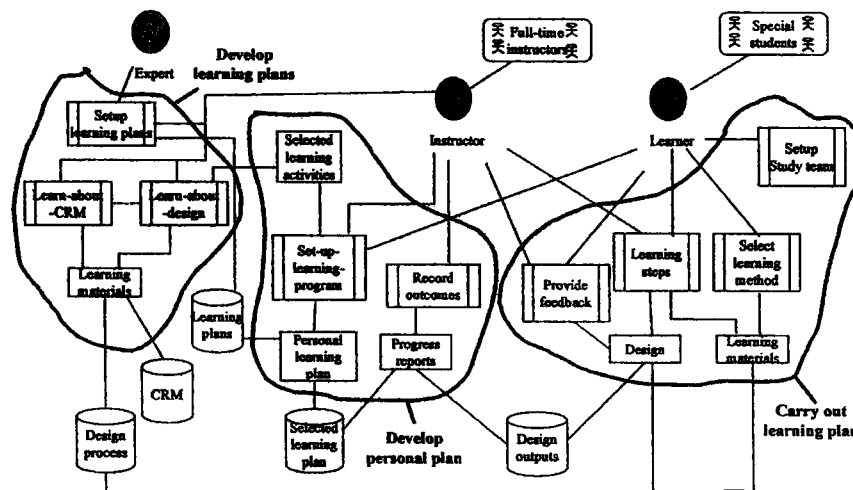 Full-time
instructors
Special
students
Expert
Develop
learning plans
Setup
learning plans
Selected
learning
activities
Instructor
Learner
Setup
Study team
Learn-about
-CRM
Learn-about
-design
Set-up-
learning-
program
Record
outcomes
Provide
feedback
Learning
steps
Select
learning
method
Learning
materials
Learning
plans
Personal
learning
plan
Progress
reports
Design
Learning
materials
CRM
Design
process
Selected
learning
plan
Develop
personal plan
Design
outputs
Carry out
learning plan